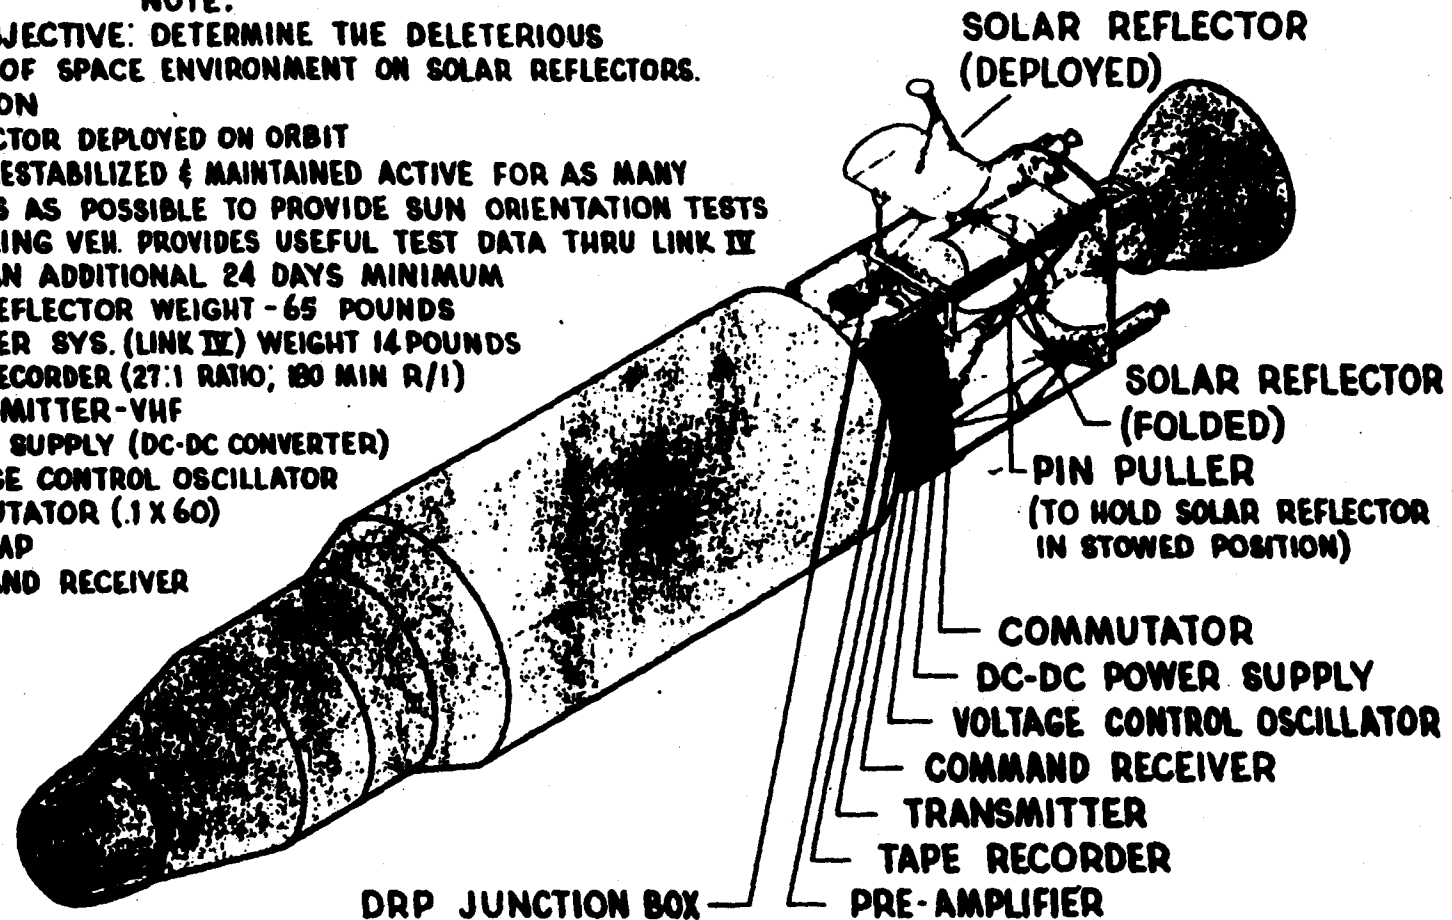 NOTE:
JECTIVE: DETERMINE THE DELETERIOUS
OF SPACE ENVIRONMENT ON SOLAR REFLECTORS.
ON
CTOR DEPLOYED ON ORBIT
ESTABILIZED & MAINTAINED ACTIVE FOR AS MANY
S AS POSSIBLE TO PROVIDE SUN ORIENTATION TESTS
ING VEH. PROVIDES USEFUL TEST DATA THRU LINK IV
AN ADDITIONAL 24 DAYS MINIMUM
EFLECTOR WEIGHT - 65 POUNDS
ER SYS. (LINK IV) WEIGHT 14 POUNDS
ECORDER (27:1 RATIO; 180 MIN R/I)
MITTER-VHF
SUPPLY (DC-DC CONVERTER)
GE CONTROL OSCILLATOR
UTATOR (.1 X 60)
AP
AND RECEIVER
SOLAR REFLECTOR
(DEPLOYED)
SOLAR REFLECTOR
(FOLDED)
PIN PULLER
(TO HOLD SOLAR REFLECTOR
IN STOWED POSITION)
COMMUTATOR
DC-DC POWER SUPPLY
VOLTAGE CONTROL OSCILLATOR
COMMAND RECEIVER
TRANSMITTER
TAPE RECORDER
PRE-AMPLIFIER
DRP JUNCTION BOX